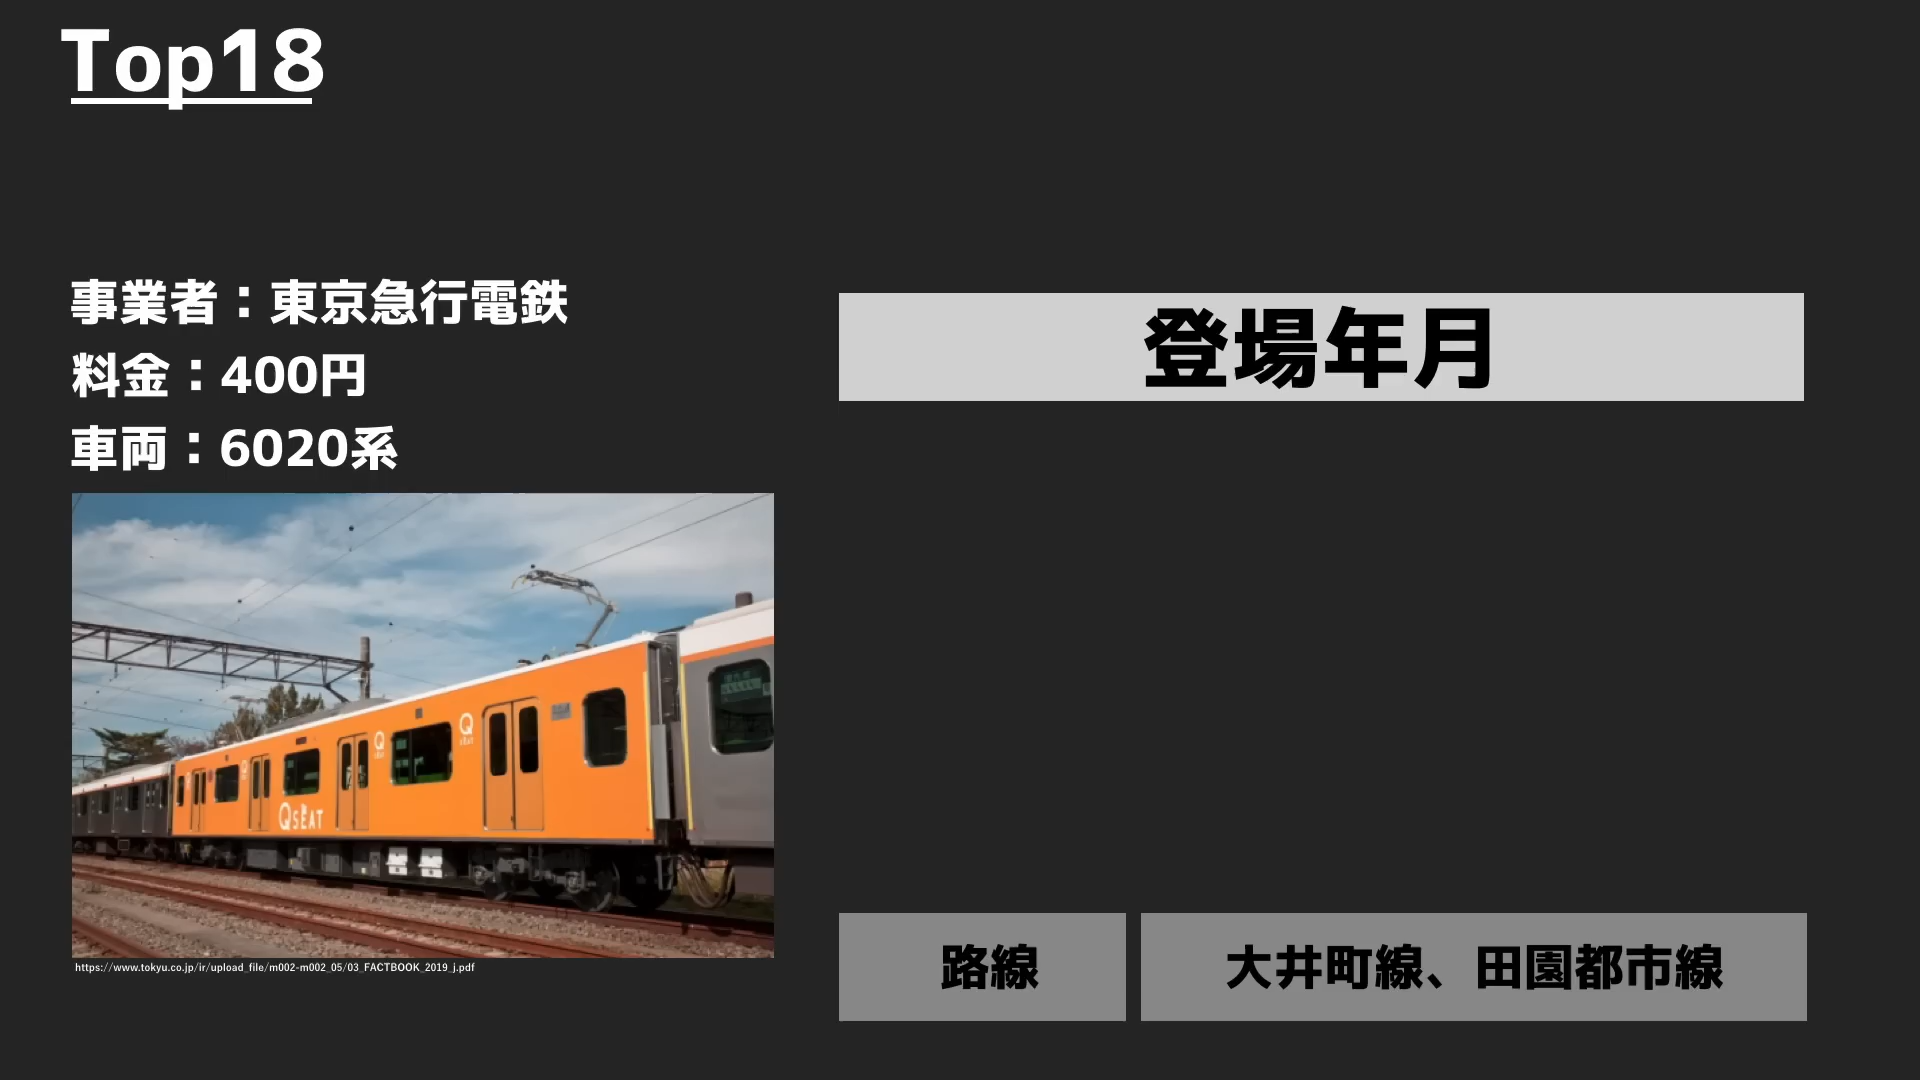 Top18
事業者：東京急行電鉄
料金：400円
車両：6020系
登場年月
Q
SEAT
Q
SEAT
Q SEAT
https://www.tokyu.co.jp/ir/upload_file/m002-m002_05/03_FACTBOOK_2019_j.pdf
路線
大井町線、田園都市線